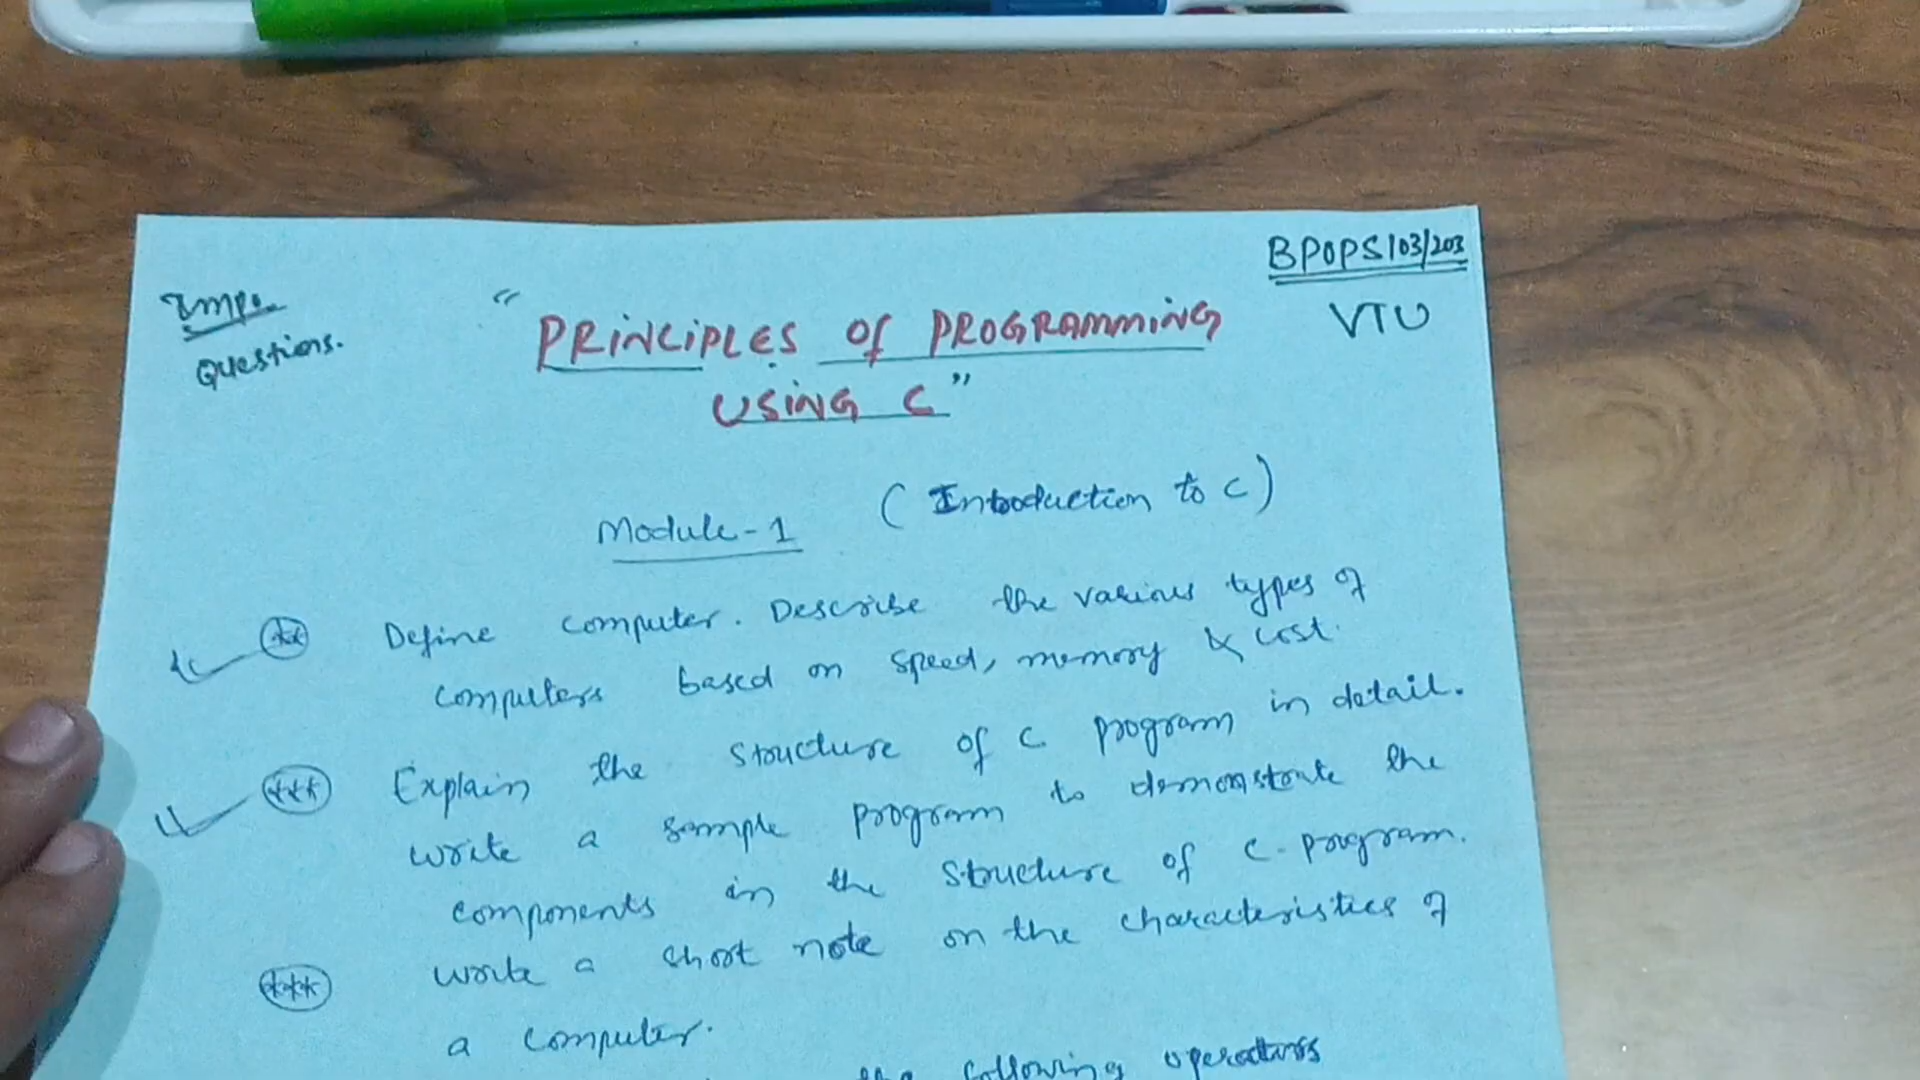 BPOPS103/203
VTU
Imp.
Questions.
"PRINCIPLES OF PROGRAMMING
USING C"
Module-1 (Introduction to C)
** Define computer. Describe the various types of
computers based on speed, memory & cost.
*** Explain the structure of C program in detail.
write a sample program to demonstrate the
components in the structure of C-program.
*** write a short note on the characteristics of
a computer.
the following operators